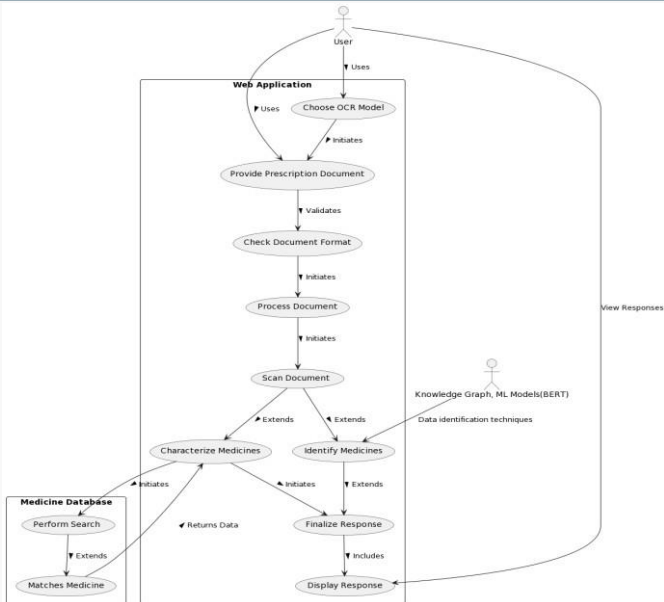 User
Uses
Web Application
Uses
Choose OCR Model
Initiates
Provide Prescription Document
Validates
Check Document Format
Initiates
Process Document
View Responses
Initiates
Scan Document
Knowledge Graph, ML Models(BERT)
Extends
Extends
Data identification techniques
Characterize Medicines
Identify Medicines
Initiates
Initiates
Extends
Medicine Database
Perform Search
Returns Data
Finalize Response
Extends
Includes
Matches Medicine
Display Response